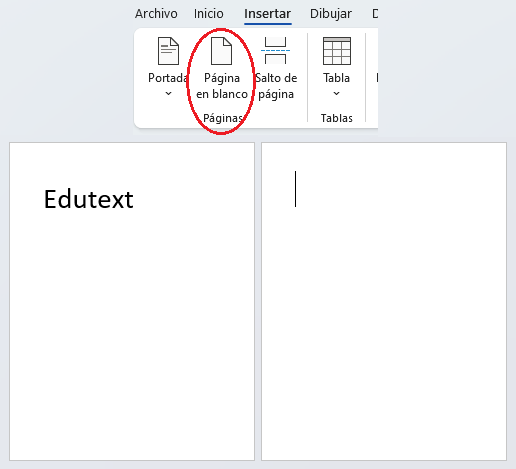 Archivo Inicio Insertar Dibujar D
Portada Página en blanco Salto de página Tabla
Páginas Tablas
Edutext